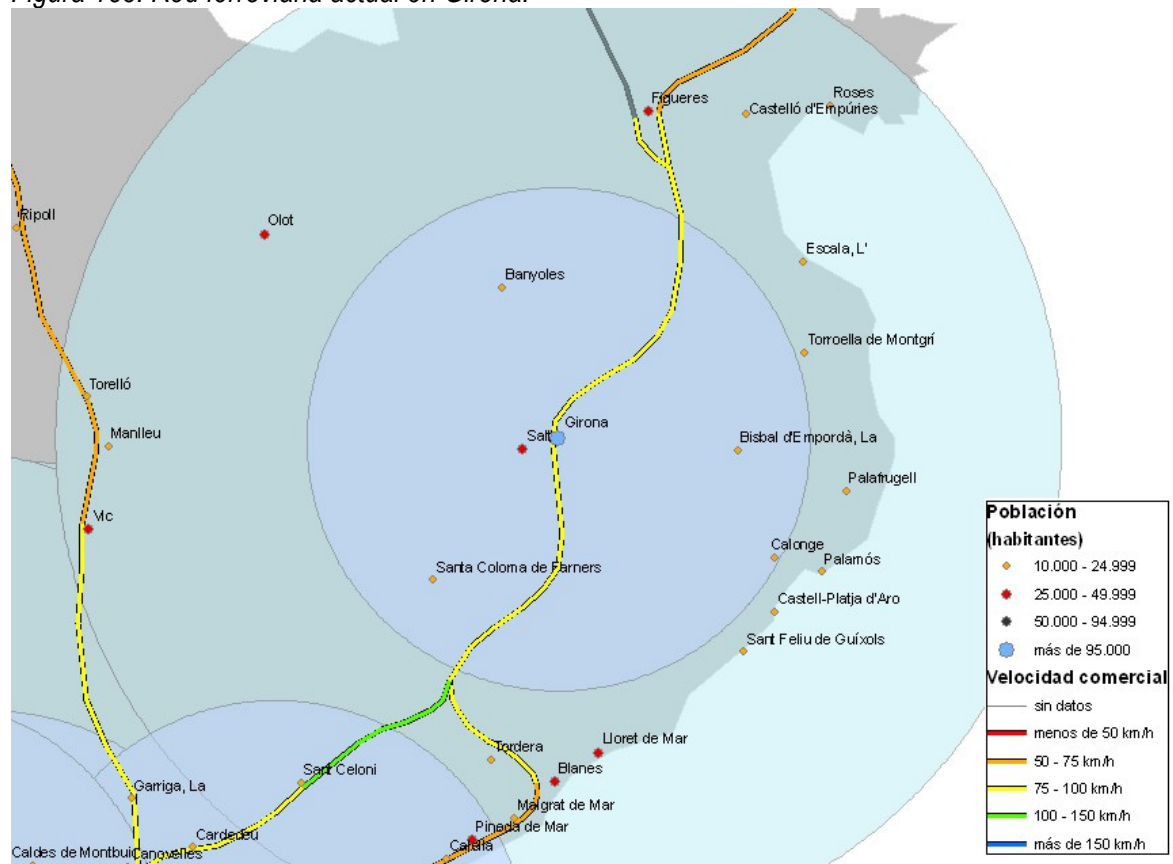 Figura 109. Red ferroviaria actual en Girona.
Figueres
Roses
Castelló d'Empúries
Ripoll
Olot
Escala, L'
Banyoles
Torroella de Montgrí
Torelló
Girona
Manlleu
Salt
Bisbal d'Empordà, La
Palafrugell
Vic
Calonge
Palamós
Santa Coloma de Farners
Castell-Platja d'Aro
Sant Feliu de Guíxols
Lloret de Mar
Tordera
Blanes
Sant Celoni
Garriga, La
Malgrat de Mar
Pineda de Mar
Cardedeu
Calella
Caldes de Montbui
Canovelles
Población
(habitantes)
10.000 - 24.999
25.000 - 49.999
50.000 - 94.999
más de 95.000
Velocidad comercial
sin datos
menos de 50 km/h
50 - 75 km/h
75 - 100 km/h
100 - 150 km/h
más de 150 km/h